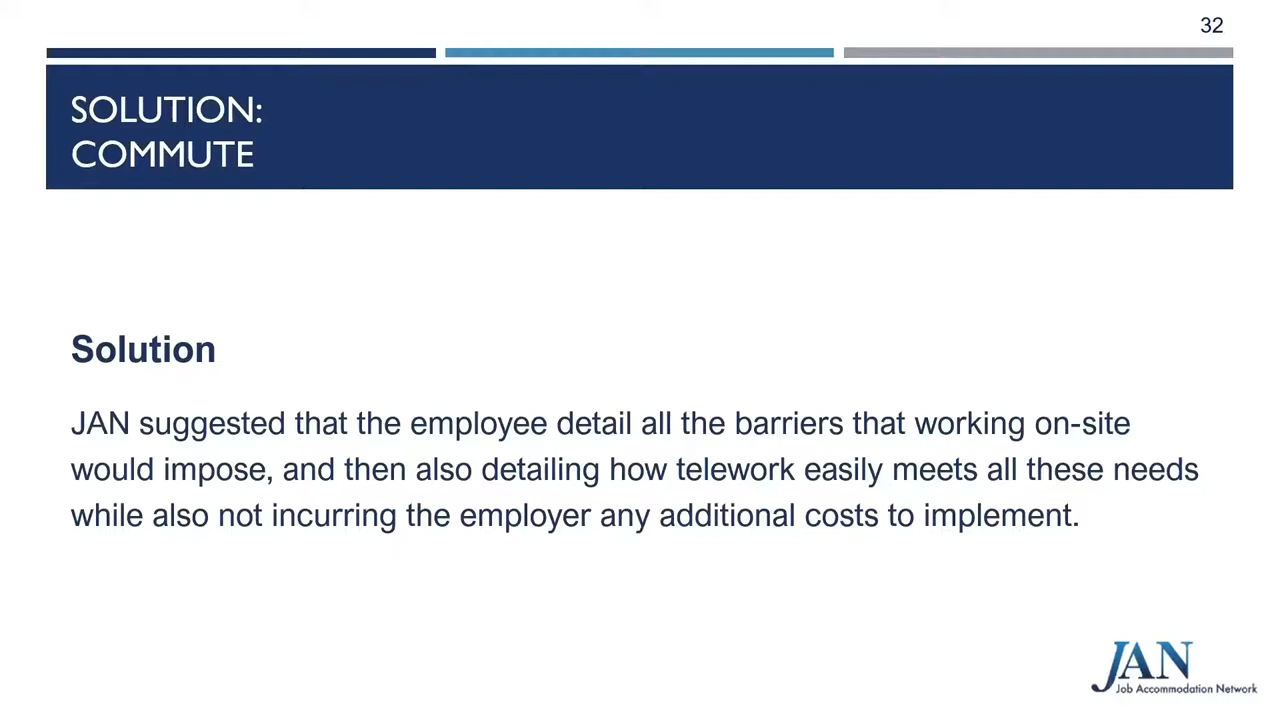 32
SOLUTION:
COMMUTE
Solution
JAN suggested that the employee detail all the barriers that working on-site
would impose, and then also detailing how telework easily meets all these needs
while also not incurring the employer any additional costs to implement.
JAN
Job Accommodation Network